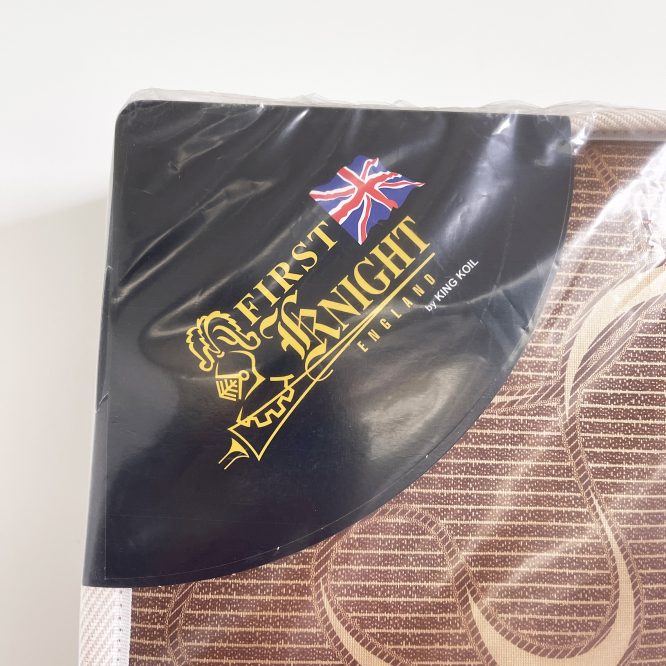 FIRST
KNIGHT
ENGLAND
by KING KOIL